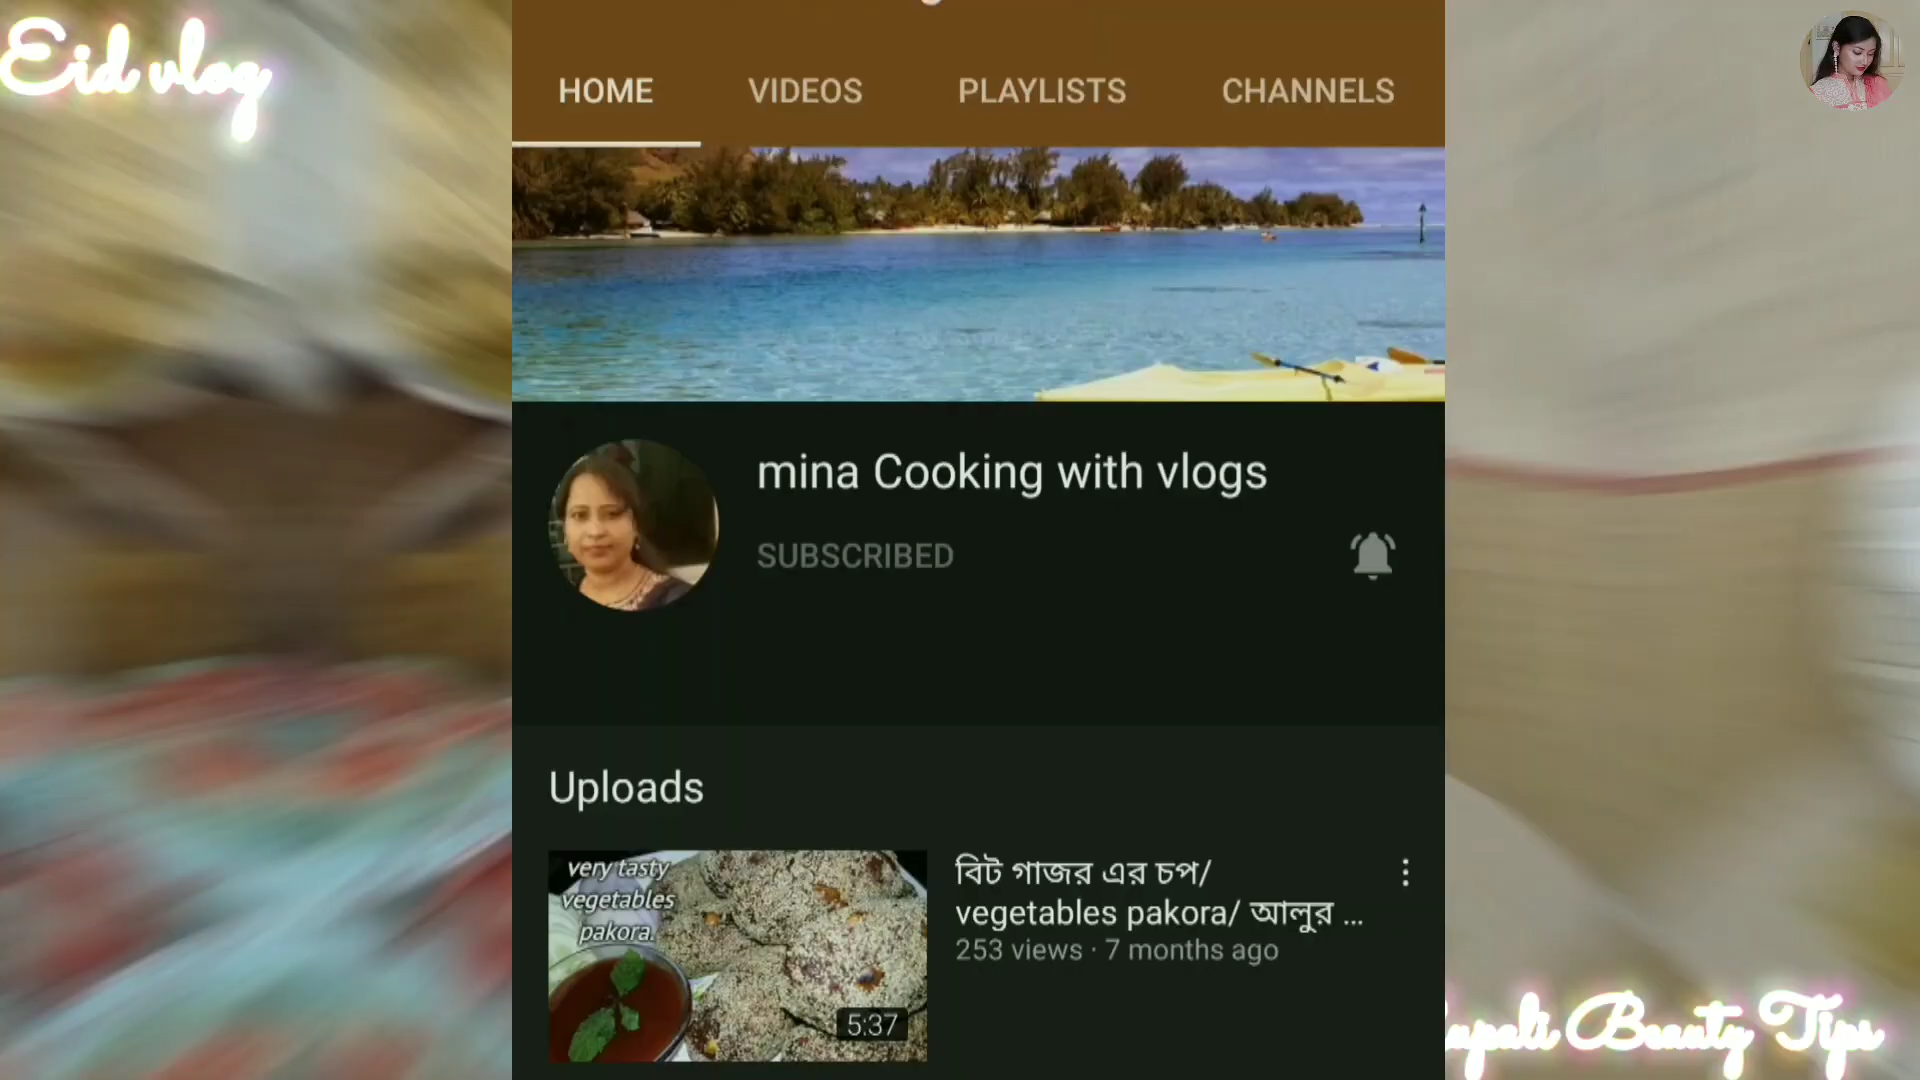 Eid vlog
HOME VIDEOS PLAYLISTS CHANNELS
mina Cooking with vlogs
SUBSCRIBED
Uploads
very tasty
vegetables
pakora.
5:37
বিট গাজর এর চপ/
vegetables pakora/ আলুর ...
253 views · 7 months ago
Beauty Tips